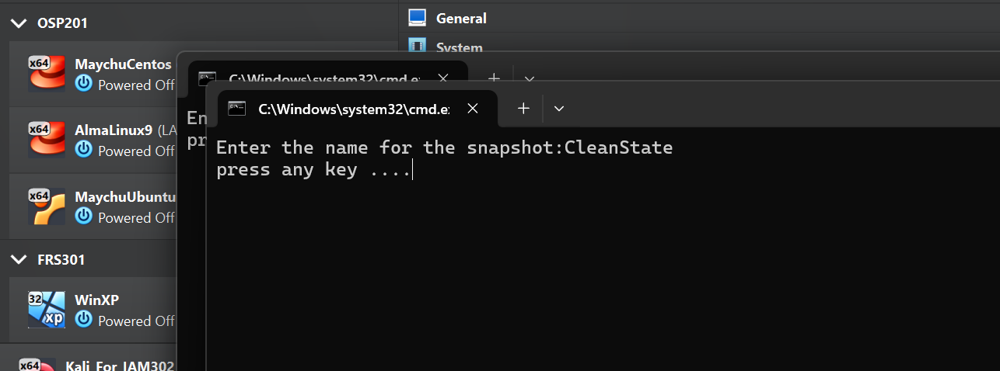 OSP201
x64
MaychuCentos
Powered Off
x64
AlmaLinux9 (LA
Powered Off
x64
MaychuUbuntu
Powered Off
FRS301
32
xp
WinXP
Powered Off
x64
Kali_For_IAM302
General
System
C:\Windows\system32\cmd.e
En
pr
C:\Windows\system32\cmd.e
Enter the name for the snapshot:CleanState
press any key ....